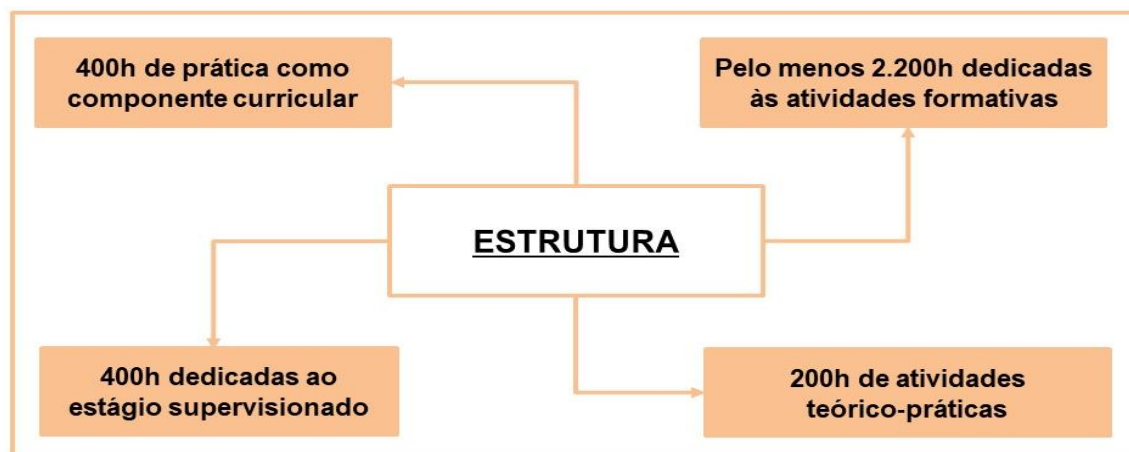 400h de prática como
componente curricular
Pelo menos 2.200h dedicadas
às atividades formativas
ESTRUTURA
400h dedicadas ao
estágio supervisionado
200h de atividades
teórico-práticas